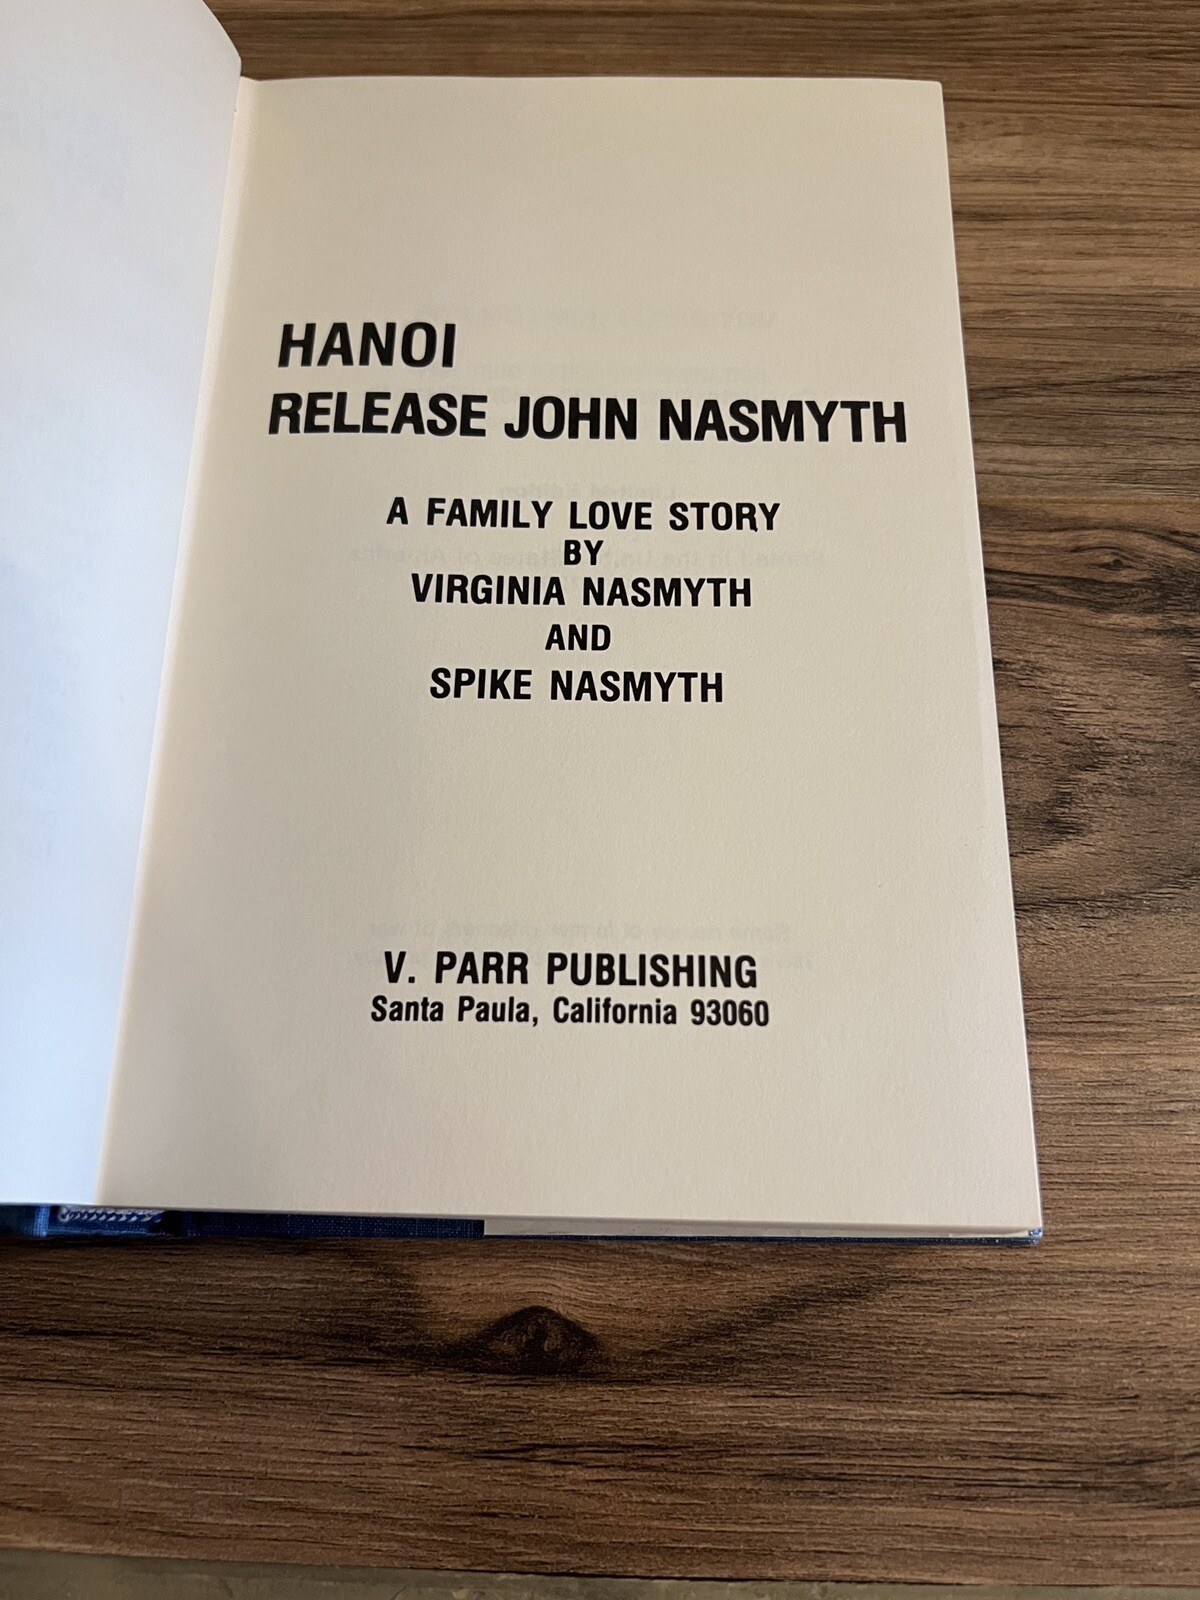 HANOI
RELEASE JOHN NASMYTH
A FAMILY LOVE STORY
BY
VIRGINIA NASMYTH
AND
SPIKE NASMYTH
V. PARR PUBLISHING
Santa Paula, California 93060